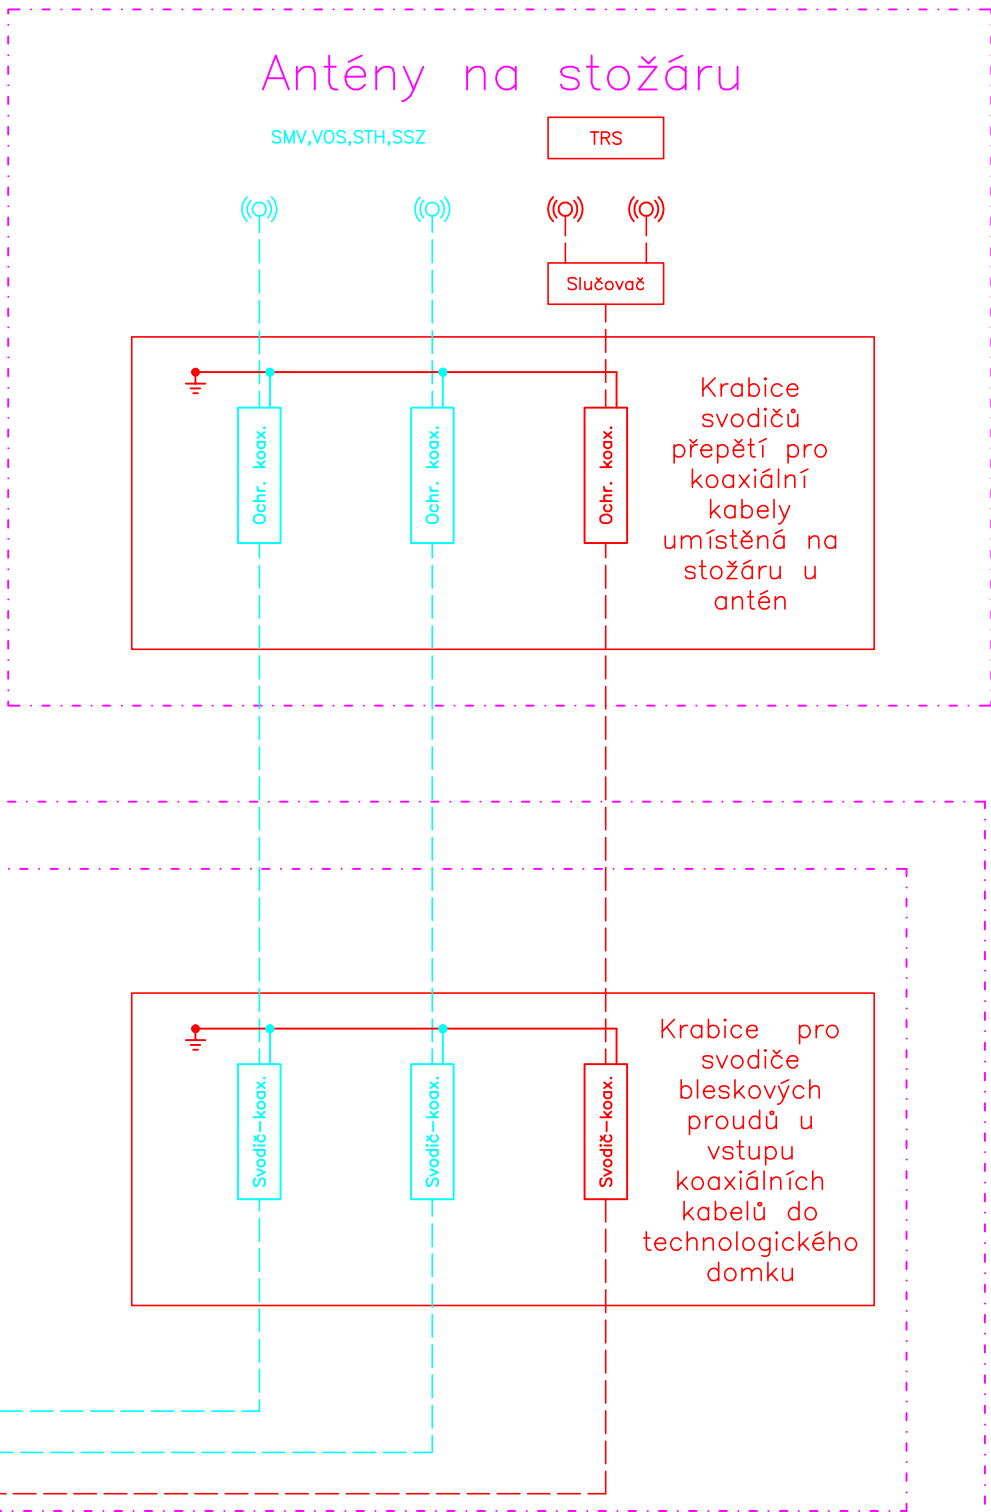 Antény na stožáru
SMV,VOS,STH,SSZ
TRS
Slučovač
Ochr. koax.
Ochr. koax.
Ochr. koax.
Krabice
svodičů
přepětí pro
koaxiální
kabely
umístěná na
stožáru u
antén
Svodič-koax.
Svodič-koax.
Svodič-koax.
Krabice pro
svodiče
bleskových
proudů u
vstupu
koaxiálních
kabelů do
technologického
domku